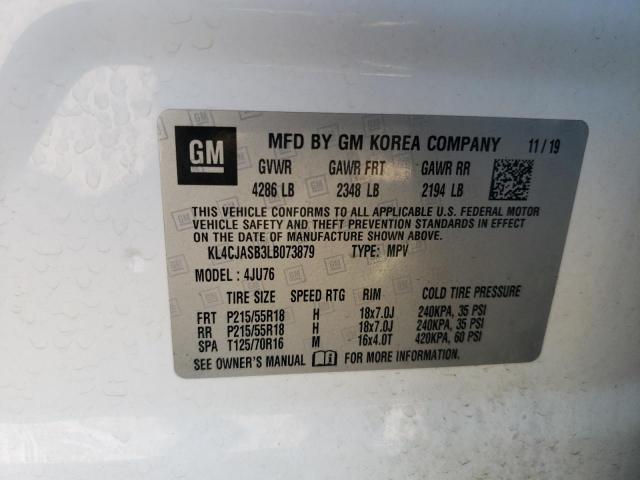 GM MFD BY GM KOREA COMPANY 11/19
GVWR GAWR FRT GAWR RR
4286 LB 2348 LB 2194 LB
THIS VEHICLE CONFORMS TO ALL APPLICABLE U.S. FEDERAL MOTOR
VEHICLE SAFETY AND THEFT PREVENTION STANDARDS IN EFFECT ON
THE DATE OF MANUFACTURE SHOWN ABOVE.
KL4CJASB3LB073879 TYPE: MPV
MODEL : 4JU76
TIRE SIZE SPEED RTG RIM COLD TIRE PRESSURE
FRT P215/55R18 H 18x7.0J 240KPA, 35 PSI
RR P215/55R18 H 18x7.0J 240KPA, 35 PSI
SPA T125/70R16 M 16x4.0T 420KPA, 60 PSI
SEE OWNER'S MANUAL FOR MORE INFORMATION.